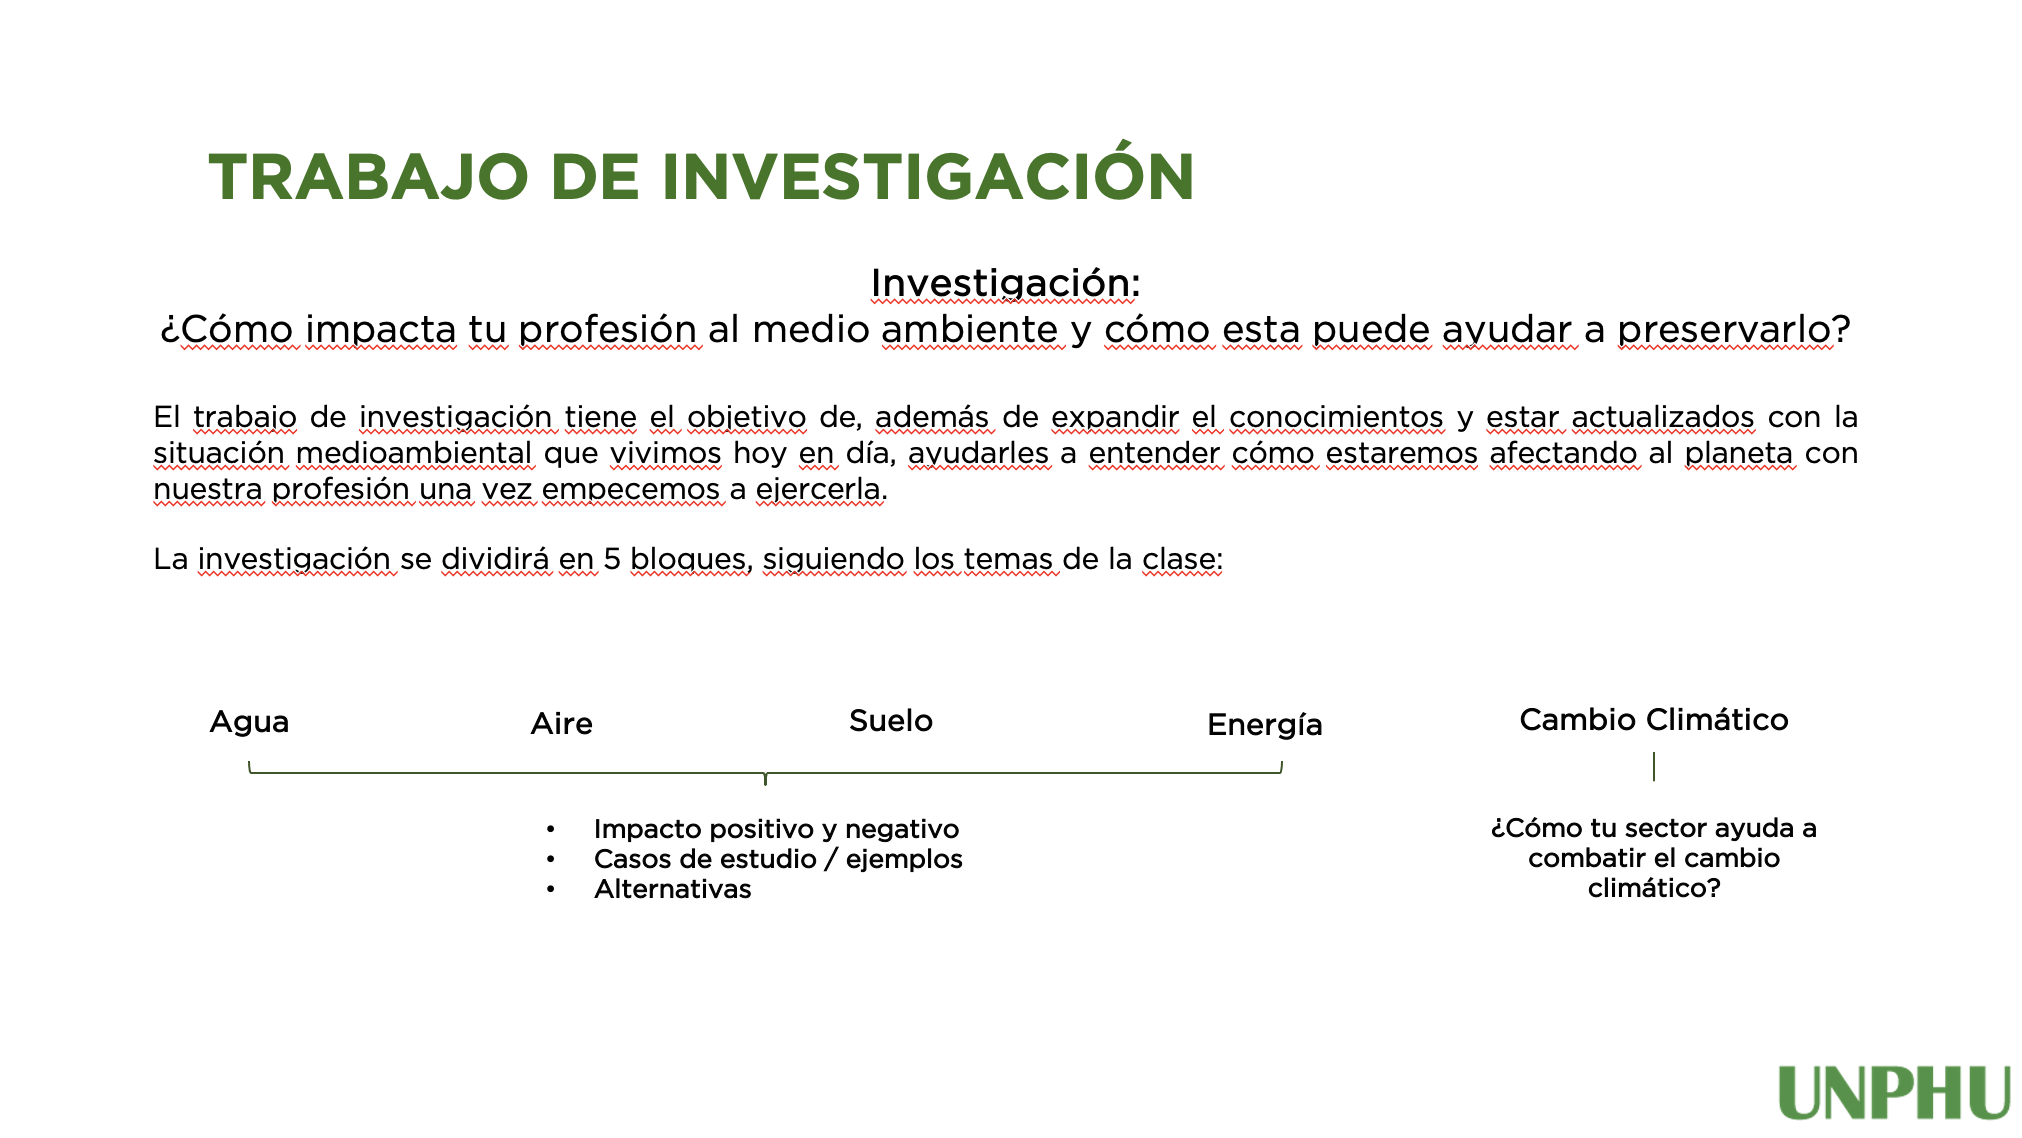 TRABAJO DE INVESTIGACIÓN
Investigación:
¿Cómo impacta tu profesión al medio ambiente y cómo esta puede ayudar a preservarlo?
El trabajo de investigación tiene el objetivo de, además de expandir el conocimientos y estar actualizados con la
situación medioambiental que vivimos hoy en día, ayudarles a entender cómo estaremos afectando al planeta con
nuestra profesión una vez empecemos a ejercerla.
La investigación se dividirá en 5 bloques, siguiendo los temas de la clase:
Agua
Aire
Suelo
Energía
Cambio Climático
• Impacto positivo y negativo
• Casos de estudio / ejemplos
• Alternativas
¿Cómo tu sector ayuda a
combatir el cambio
climático?
UNPHU